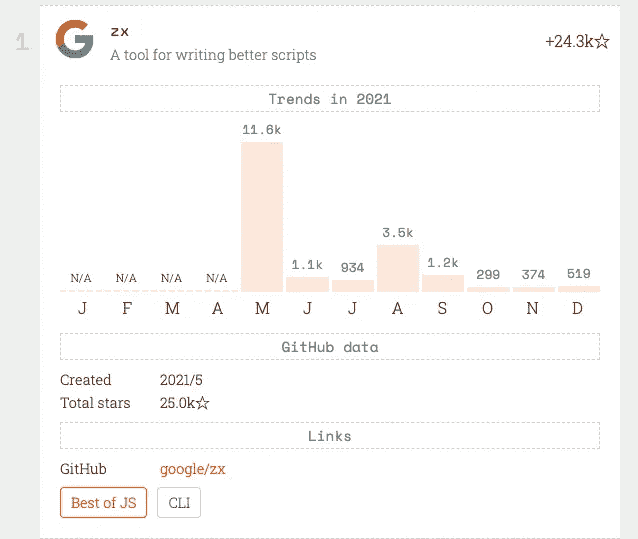 1.
zx
A tool for writing better scripts
+24.3k☆
Trends in 2021
N/A N/A N/A N/A 11.6k 1.1k 934 3.5k 1.2k 299 374 519
J F M A M J J A S O N D
GitHub data
Created 2021/5
Total stars 25.0k☆
Links
GitHub google/zx
Best of JS CLI